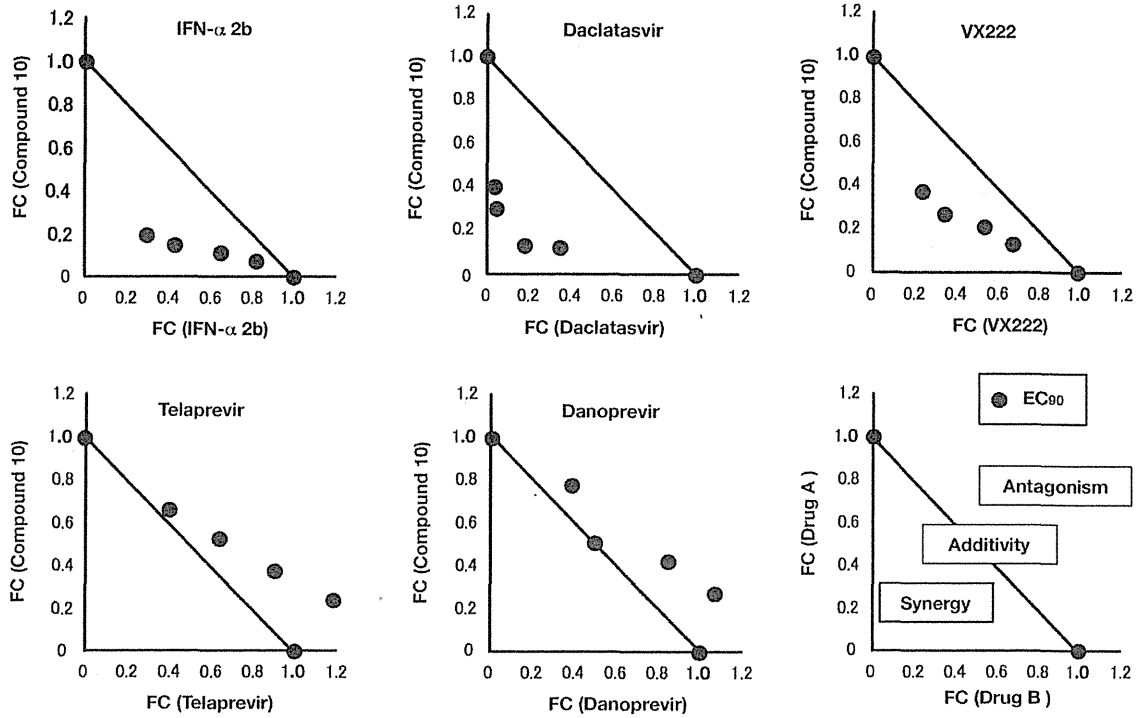 IFN-α 2b
1.2
1.0
0.8
0.6
0.4
0.2
0
FC (Compound 10)
0 0.2 0.4 0.6 0.8 1.0 1.2
FC (IFN-α 2b)
Daclatasvir
1.2
1.0
0.8
0.6
0.4
0.2
0
FC (Compound 10)
0 0.2 0.4 0.6 0.8 1.0 1.2
FC (Daclatasvir)
VX222
1.2
1.0
0.8
0.6
0.4
0.2
0
FC (Compound 10)
0 0.2 0.4 0.6 0.8 1.0 1.2
FC (VX222)
Telaprevir
1.2
1.0
0.8
0.6
0.4
0.2
0
FC (Compound 10)
0 0.2 0.4 0.6 0.8 1.0 1.2
FC (Telaprevir)
Danoprevir
1.2
1.0
0.8
0.6
0.4
0.2
0
FC (Compound 10)
0 0.2 0.4 0.6 0.8 1.0 1.2
FC (Danoprevir)
EC90
Antagonism
Additivity
Synergy
1.2
1.0
0.8
0.6
0.4
0.2
0
FC (Drug A )
0 0.2 0.4 0.6 0.8 1.0 1.2
FC (Drug B )